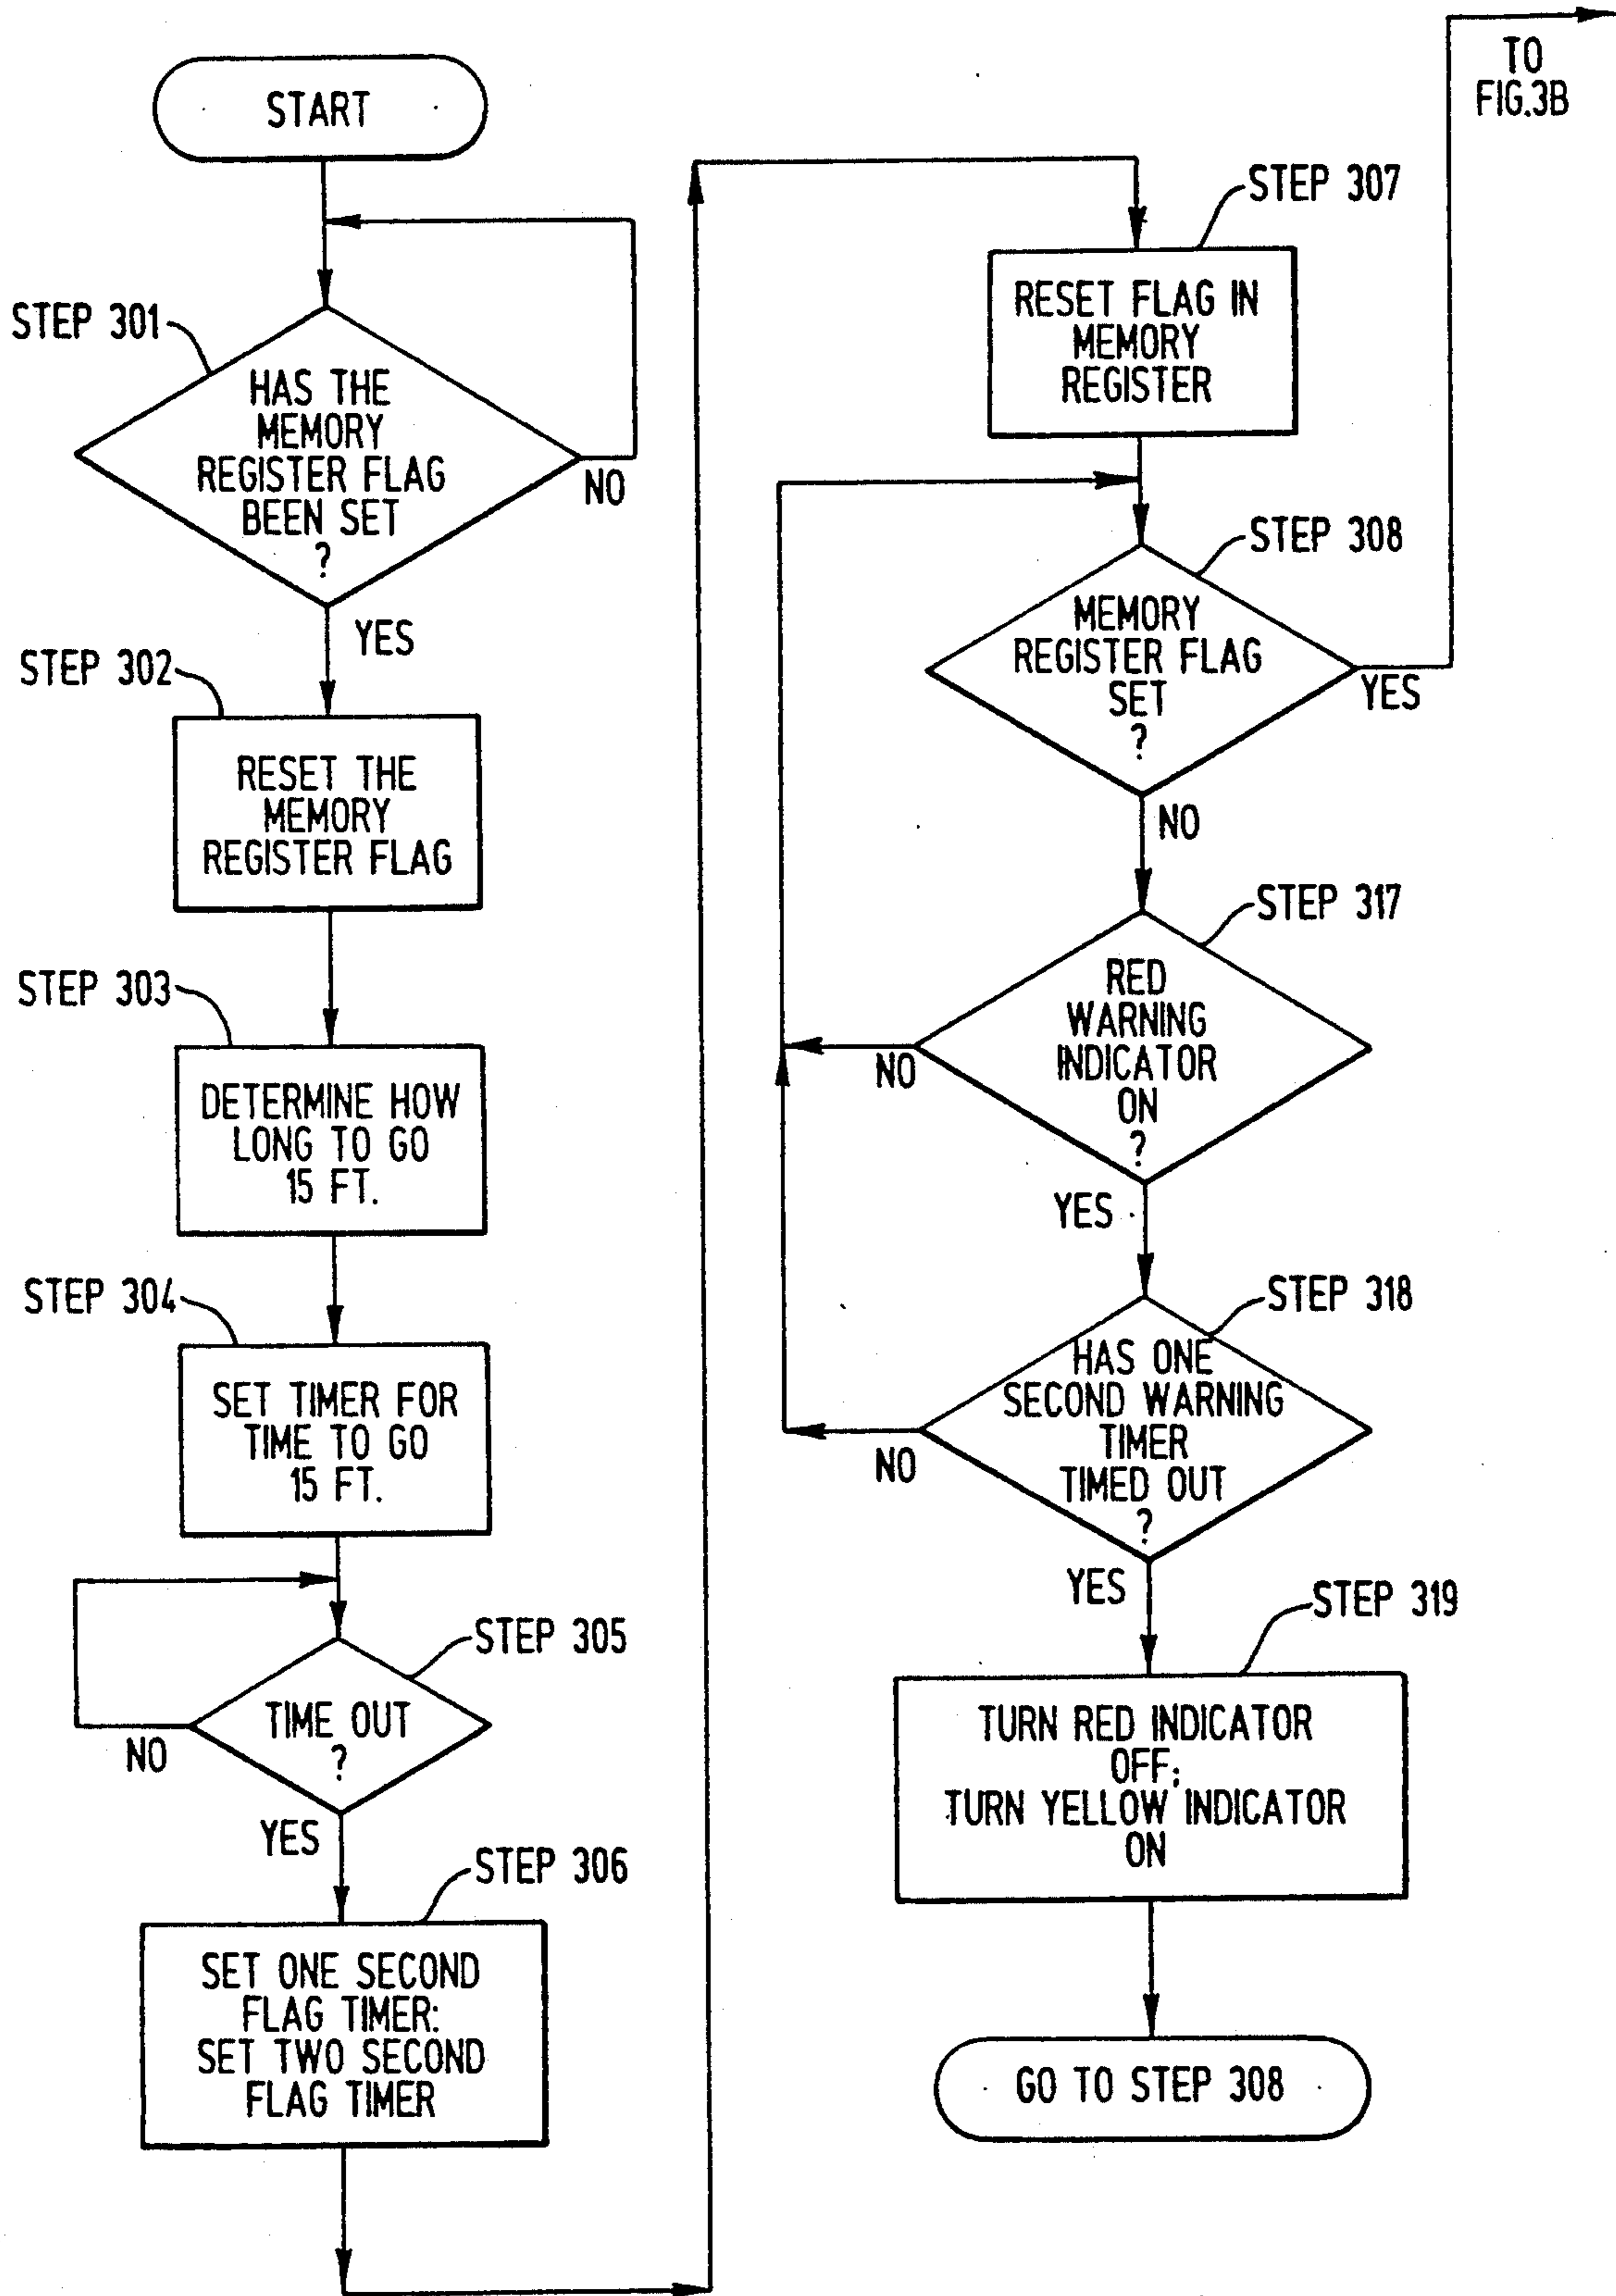 START
STEP 301
HAS THE
MEMORY
REGISTER FLAG
BEEN SET
?
NO
YES
STEP 302
RESET THE
MEMORY
REGISTER FLAG
STEP 303
DETERMINE HOW
LONG TO GO
15 FT.
STEP 304
SET TIMER FOR
TIME TO GO
15 FT.
STEP 305
TIME OUT
?
NO
YES
STEP 306
SET ONE SECOND
FLAG TIMER:
SET TWO SECOND
FLAG TIMER
STEP 307
RESET FLAG IN
MEMORY
REGISTER
STEP 308
MEMORY
REGISTER FLAG
SET
?
YES
TO
FIG.3B
NO
STEP 317
RED
WARNING
INDICATOR
ON
?
NO
YES
STEP 318
HAS ONE
SECOND WARNING
TIMER
TIMED OUT
?
NO
YES
STEP 319
TURN RED INDICATOR
OFF;
TURN YELLOW INDICATOR
ON
GO TO STEP 308